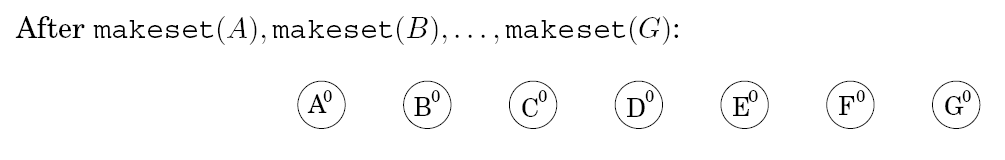 After makeset(A), makeset(B), ..., makeset(G):
A⁰ B⁰ C⁰ D⁰ E⁰ F⁰ G⁰